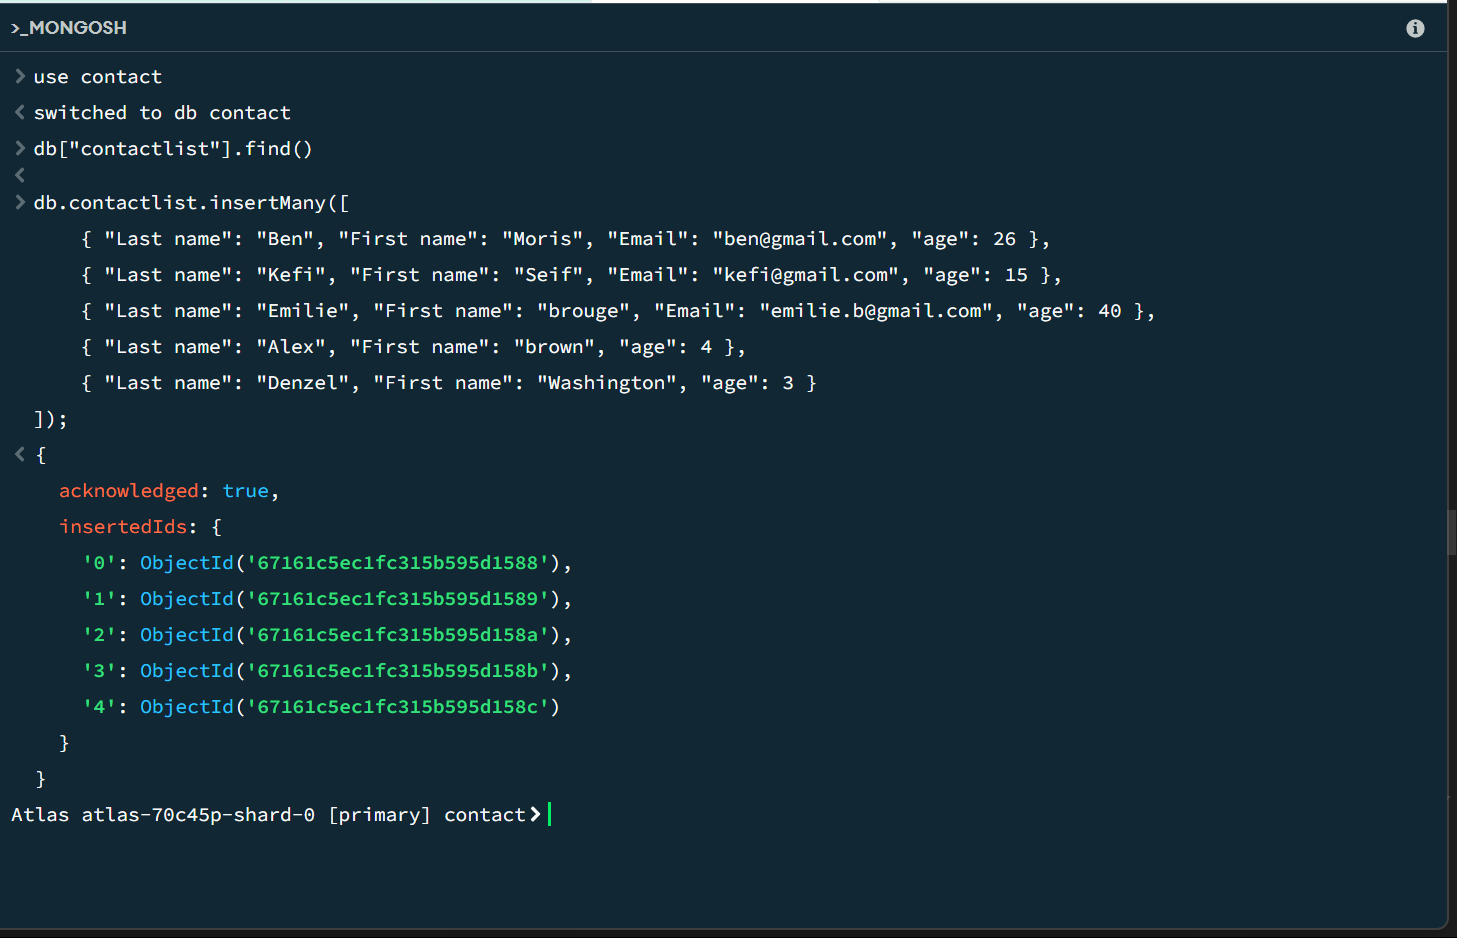 >_MONGOSH
> use contact
< switched to db contact
> db["contactlist"].find()
<
> db.contactlist.insertMany([
    { "Last name": "Ben", "First name": "Moris", "Email": "ben@gmail.com", "age": 26 },
    { "Last name": "Kefi", "First name": "Seif", "Email": "kefi@gmail.com", "age": 15 },
    { "Last name": "Emilie", "First name": "brouge", "Email": "emilie.b@gmail.com", "age": 40 },
    { "Last name": "Alex", "First name": "brown", "age": 4 },
    { "Last name": "Denzel", "First name": "Washington", "age": 3 }
]);
< {
  acknowledged: true,
  insertedIds: {
    '0': ObjectId('67161c5ec1fc315b595d1588'),
    '1': ObjectId('67161c5ec1fc315b595d1589'),
    '2': ObjectId('67161c5ec1fc315b595d158a'),
    '3': ObjectId('67161c5ec1fc315b595d158b'),
    '4': ObjectId('67161c5ec1fc315b595d158c')
  }
}
Atlas atlas-70c45p-shard-0 [primary] contact>